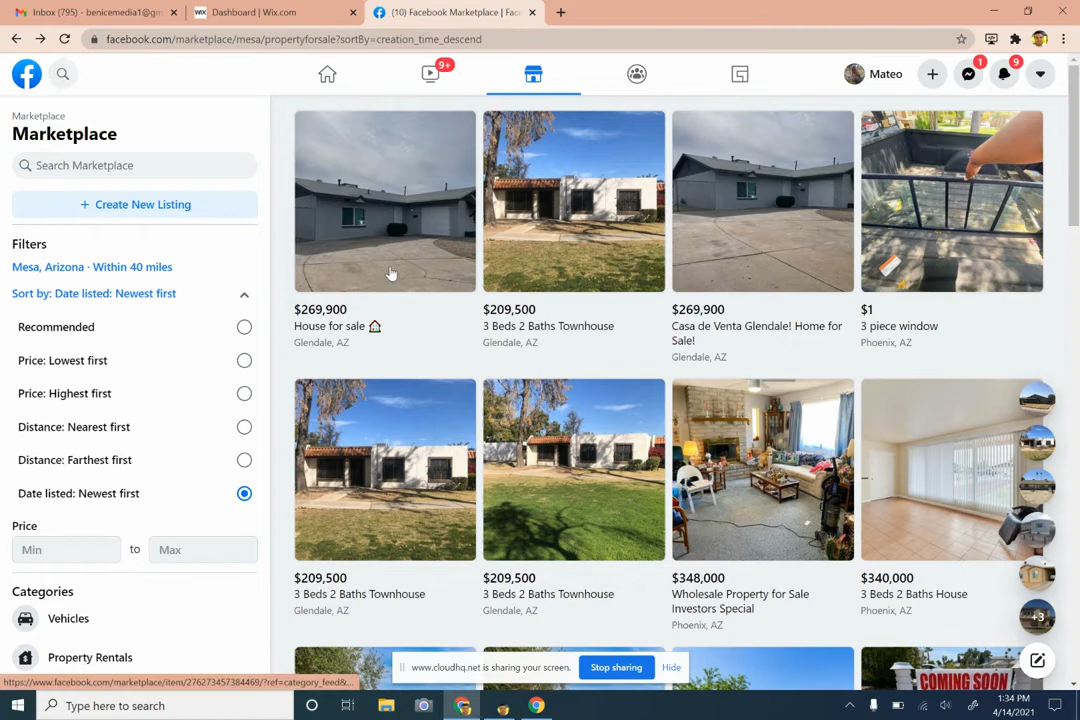 Inbox (795) - benicemedia1@gm
Dashboard | Wix.com
(10) Facebook Marketplace | Fac
facebook.com/marketplace/mesa/propertyforsale?sortBy=creation_time_descend
9+
Mateo
1
9
Marketplace
Marketplace
Search Marketplace
+ Create New Listing
Filters
Mesa, Arizona · Within 40 miles
Sort by: Date listed: Newest first
Recommended
Price: Lowest first
Price: Highest first
Distance: Nearest first
Distance: Farthest first
Date listed: Newest first
Price
Min to Max
Categories
Vehicles
Property Rentals
$269,900
House for sale 🏠
Glendale, AZ
$209,500
3 Beds 2 Baths Townhouse
Glendale, AZ
$269,900
Casa de Venta Glendale! Home for
Sale!
Glendale, AZ
$1
3 piece window
Phoenix, AZ
$209,500
3 Beds 2 Baths Townhouse
Glendale, AZ
$209,500
3 Beds 2 Baths Townhouse
Glendale, AZ
$348,000
Wholesale Property for Sale
Investors Special
Phoenix, AZ
$340,000
3 Beds 2 Baths House
Phoenix, AZ
+3
COMING SOON
www.cloudhq.net is sharing your screen.
Stop sharing
Hide
https://www.facebook.com/marketplace/item/276273457384469/?ref=category_feed&...
Type here to search
1:34 PM
4/14/2021